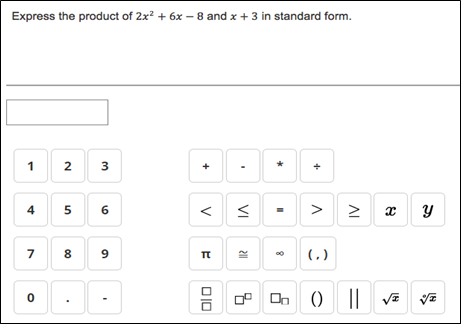 Express the product of 2x² + 6x − 8 and x + 3 in standard form.
1 2 3 + - * ÷
4 5 6 < ≤ = > ≥ x y
7 8 9 π ≅ ∞ ( , )
0 . - □/□ □^□ □_□ () || √x ⁿ√x